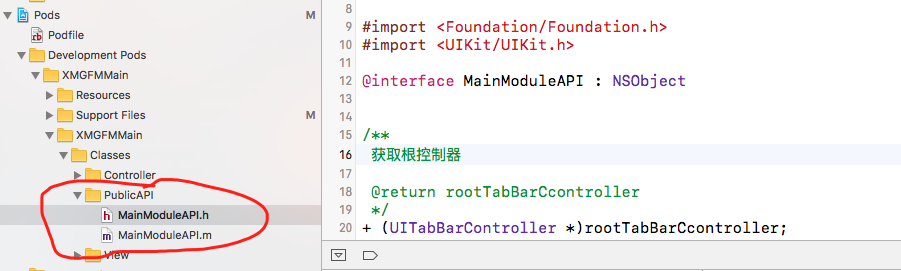 Pods
M
Podfile
Development Pods
XMGFMMain
Resources
Support Files
M
XMGFMMain
Classes
Controller
PublicAPI
h MainModuleAPI.h
m MainModuleAPI.m
View
8
9 #import <Foundation/Foundation.h>
10 #import <UIKit/UIKit.h>
11
12 @interface MainModuleAPI : NSObject
13
14
15 /**
16 获取根控制器
17
18 @return rootTabBarCcontroller
19 */
20 + (UITabBarController *)rootTabBarCcontroller;